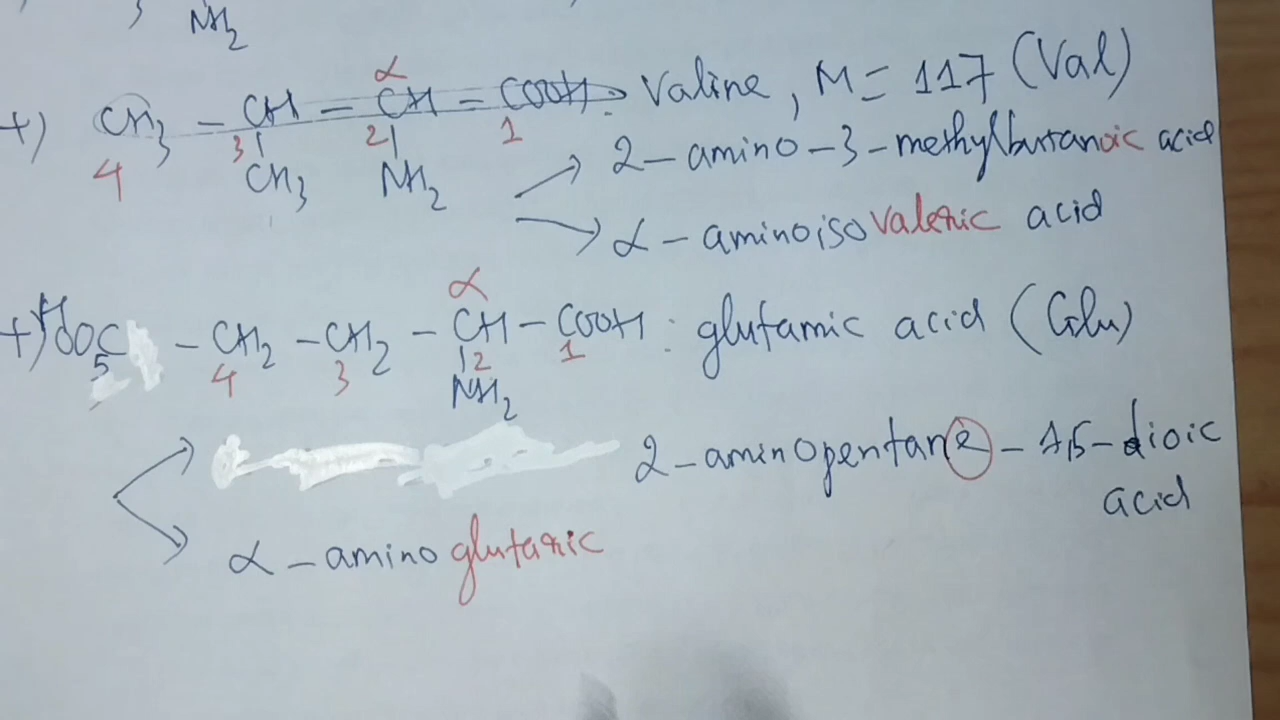 NH2
α
+) CH3 - CH - CH - COOH : Valine, M = 117 (Val)
4 3 2 1
CH3 NH2
2-amino-3-methylbutanoic acid
α-aminoisovaleric acid
α
+) HOOC - CH2 - CH2 - CH - COOH : glutamic acid (Glu)
5 4 3 2 1
NH2
2-aminopentane-1,5-dioic
acid
α-aminoglutaric